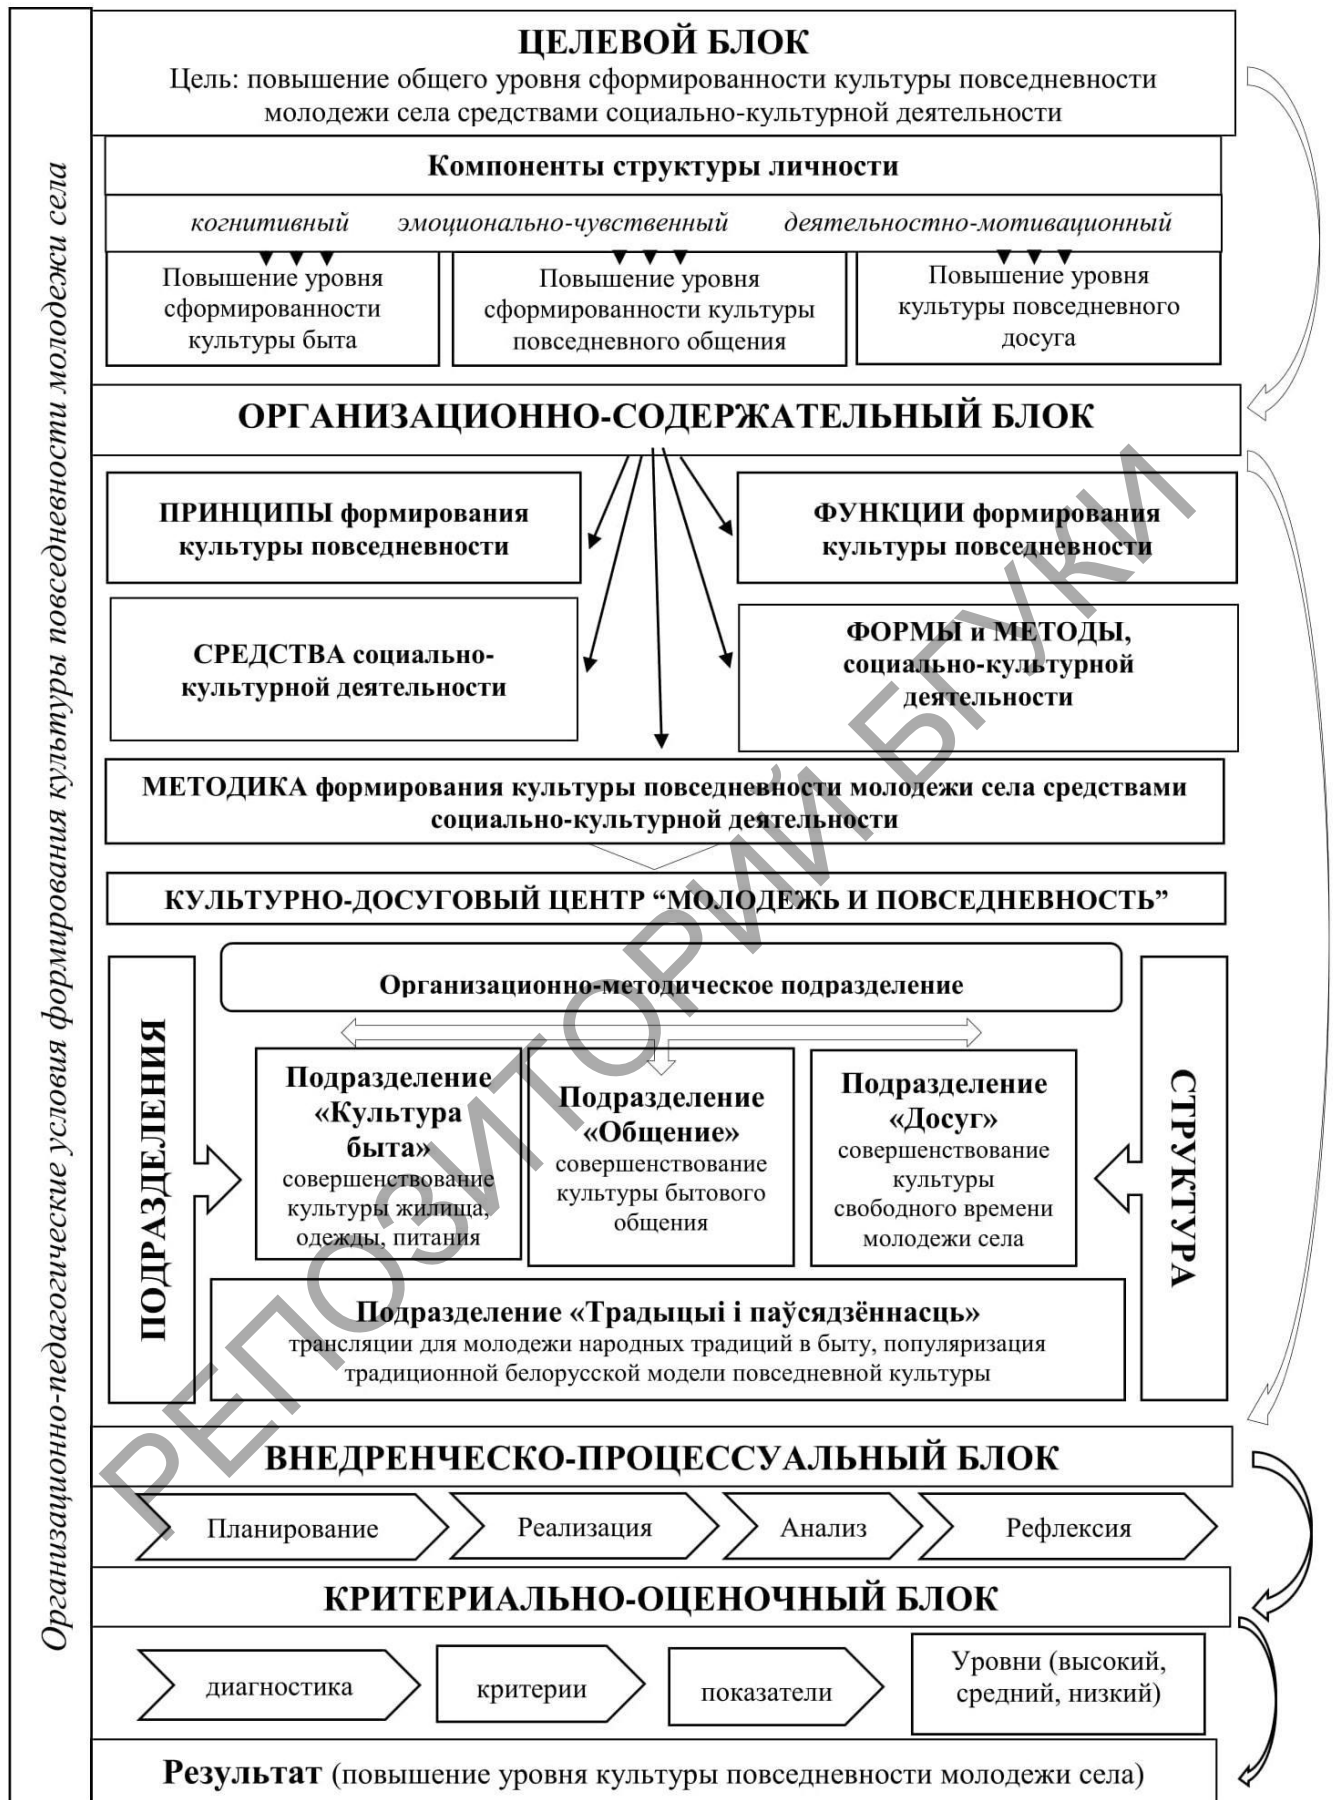 Организационно-педагогические условия формирования культуры повседневности молодежи села
ЦЕЛЕВОЙ БЛОК
Цель: повышение общего уровня сформированности культуры повседневности
молодежи села средствами социально-культурной деятельности
Компоненты структуры личности
когнитивный эмоционально-чувственный деятельностно-мотивационный
Повышение уровня
сформированности
культуры быта
Повышение уровня
сформированности культуры
повседневного общения
Повышение уровня
культуры повседневного
досуга
ОРГАНИЗАЦИОННО-СОДЕРЖАТЕЛЬНЫЙ БЛОК
ПРИНЦИПЫ формирования
культуры повседневности
ФУНКЦИИ формирования
культуры повседневности
СРЕДСТВА социально-
культурной деятельности
ФОРМЫ и МЕТОДЫ,
социально-культурной
деятельности
МЕТОДИКА формирования культуры повседневности молодежи села средствами
социально-культурной деятельности
КУЛЬТУРНО-ДОСУГОВЫЙ ЦЕНТР “МОЛОДЕЖЬ И ПОВСЕДНЕВНОСТЬ”
ПОДРАЗДЕЛЕНИЯ
Организационно-методическое подразделение
Подразделение
«Культура
быта»
совершенствование
культуры жилища,
одежды, питания
Подразделение
«Общение»
совершенствование
культуры бытового
общения
Подразделение
«Досуг»
совершенствование
культуры
свободного времени
молодежи села
СТРУКТУРА
Подразделение «Традыцыі і паўсядзённасць»
трансляции для молодежи народных традиций в быту, популяризация
традиционной белорусской модели повседневной культуры
ВНЕДРЕНЧЕСКО-ПРОЦЕССУАЛЬНЫЙ БЛОК
Планирование
Реализация
Анализ
Рефлексия
КРИТЕРИАЛЬНО-ОЦЕНОЧНЫЙ БЛОК
диагностика
критерии
показатели
Уровни (высокий,
средний, низкий)
Результат (повышение уровня культуры повседневности молодежи села)
РЕПОЗИТОРИЙ БГУКИ